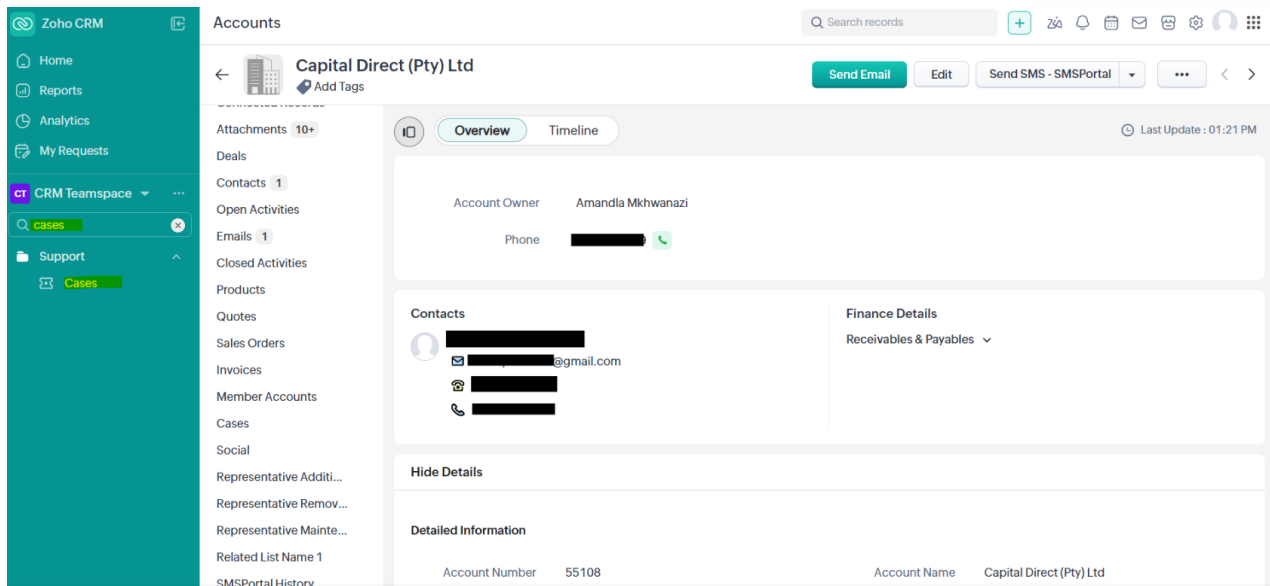 Zoho CRM
Home
Reports
Analytics
My Requests
CT CRM Teamspace
cases
Support
Cases
Accounts
Search records
Capital Direct (Pty) Ltd
Add Tags
Send Email
Edit
Send SMS - SMSPortal
Connected Records
Attachments 10+
Deals
Contacts 1
Open Activities
Emails 1
Closed Activities
Products
Quotes
Sales Orders
Invoices
Member Accounts
Cases
Social
Representative Additi...
Representative Remov...
Representative Mainte...
Related List Name 1
SMSPortal History
Overview
Timeline
Last Update : 01:21 PM
Account Owner Amandla Mkhwanazi
Phone
Contacts
@gmail.com
Finance Details
Receivables & Payables
Hide Details
Detailed Information
Account Number 55108
Account Name Capital Direct (Pty) Ltd